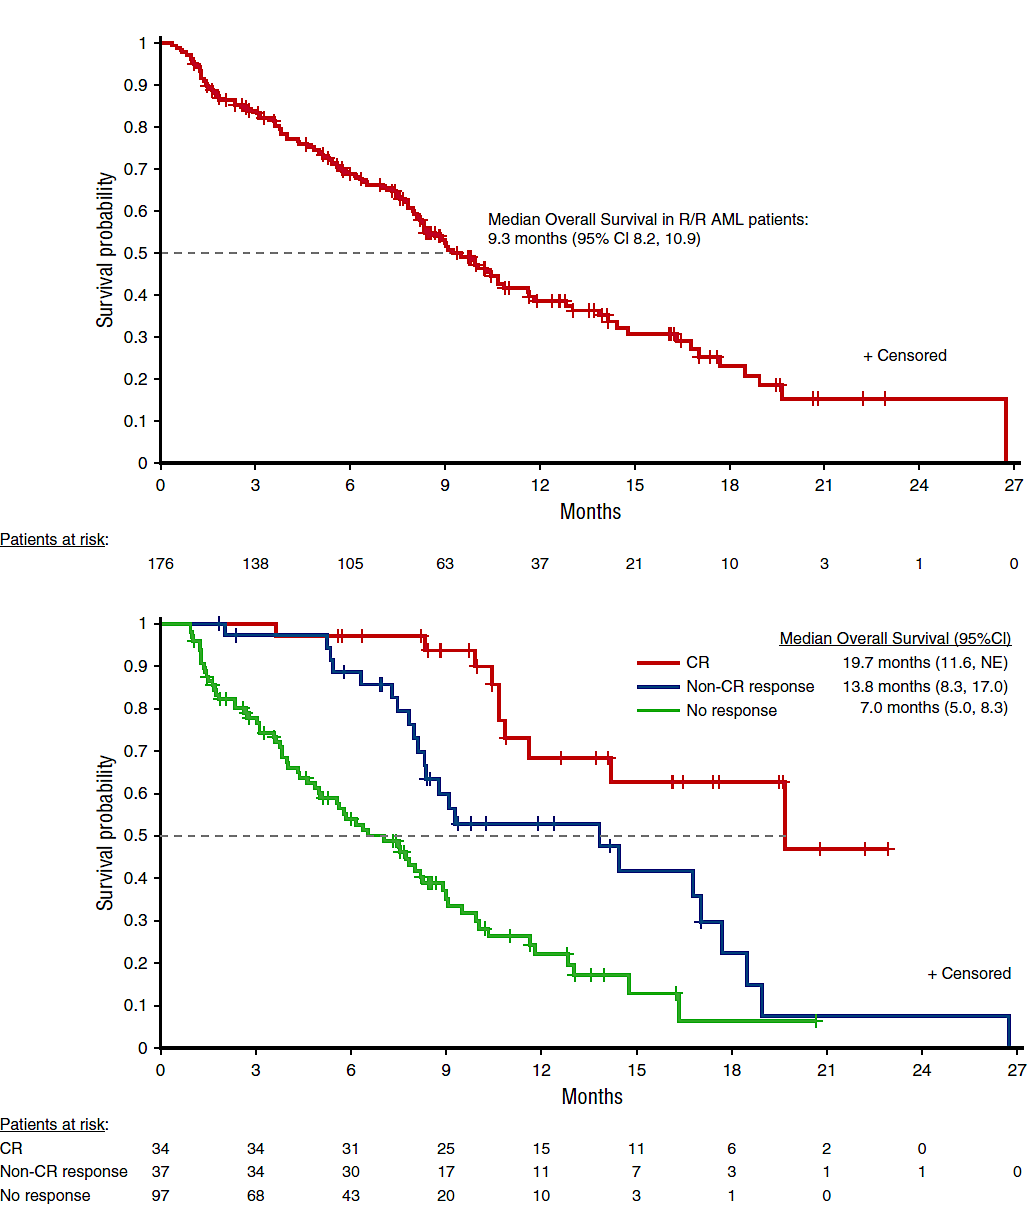 1
0.9
0.8
0.7
0.6
0.5
0.4
0.3
0.2
0.1
0
Survival probability
Median Overall Survival in R/R AML patients:
9.3 months (95% CI 8.2, 10.9)
+ Censored
0 3 6 9 12 15 18 21 24 27
Months
Patients at risk:
176 138 105 63 37 21 10 3 1 0
1
0.9
0.8
0.7
0.6
0.5
0.4
0.3
0.2
0.1
0
Survival probability
Median Overall Survival (95%CI)
CR 19.7 months (11.6, NE)
Non-CR response 13.8 months (8.3, 17.0)
No response 7.0 months (5.0, 8.3)
+ Censored
0 3 6 9 12 15 18 21 24 27
Months
Patients at risk:
CR 34 34 31 25 15 11 6 2 0
Non-CR response 37 34 30 17 11 7 3 1 1 0
No response 97 68 43 20 10 3 1 0